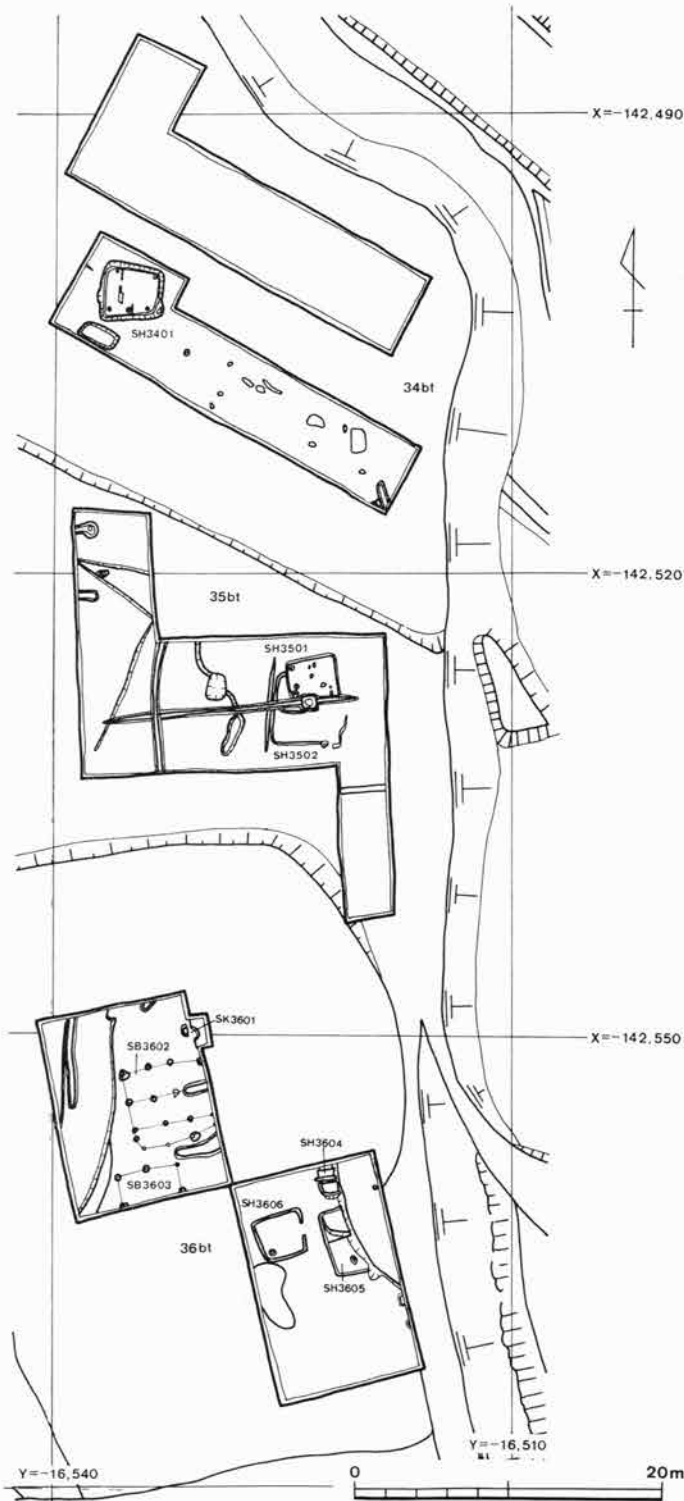 X=−142,490
SH3401
34bt
X=−142,520
35bt
SH3501
SH3502
SK3601
X=−142,550
SB3602
SH3604
SB3603
SH3606
36bt
SH3605
Y=−16,510
Y=−16,540
0
20m